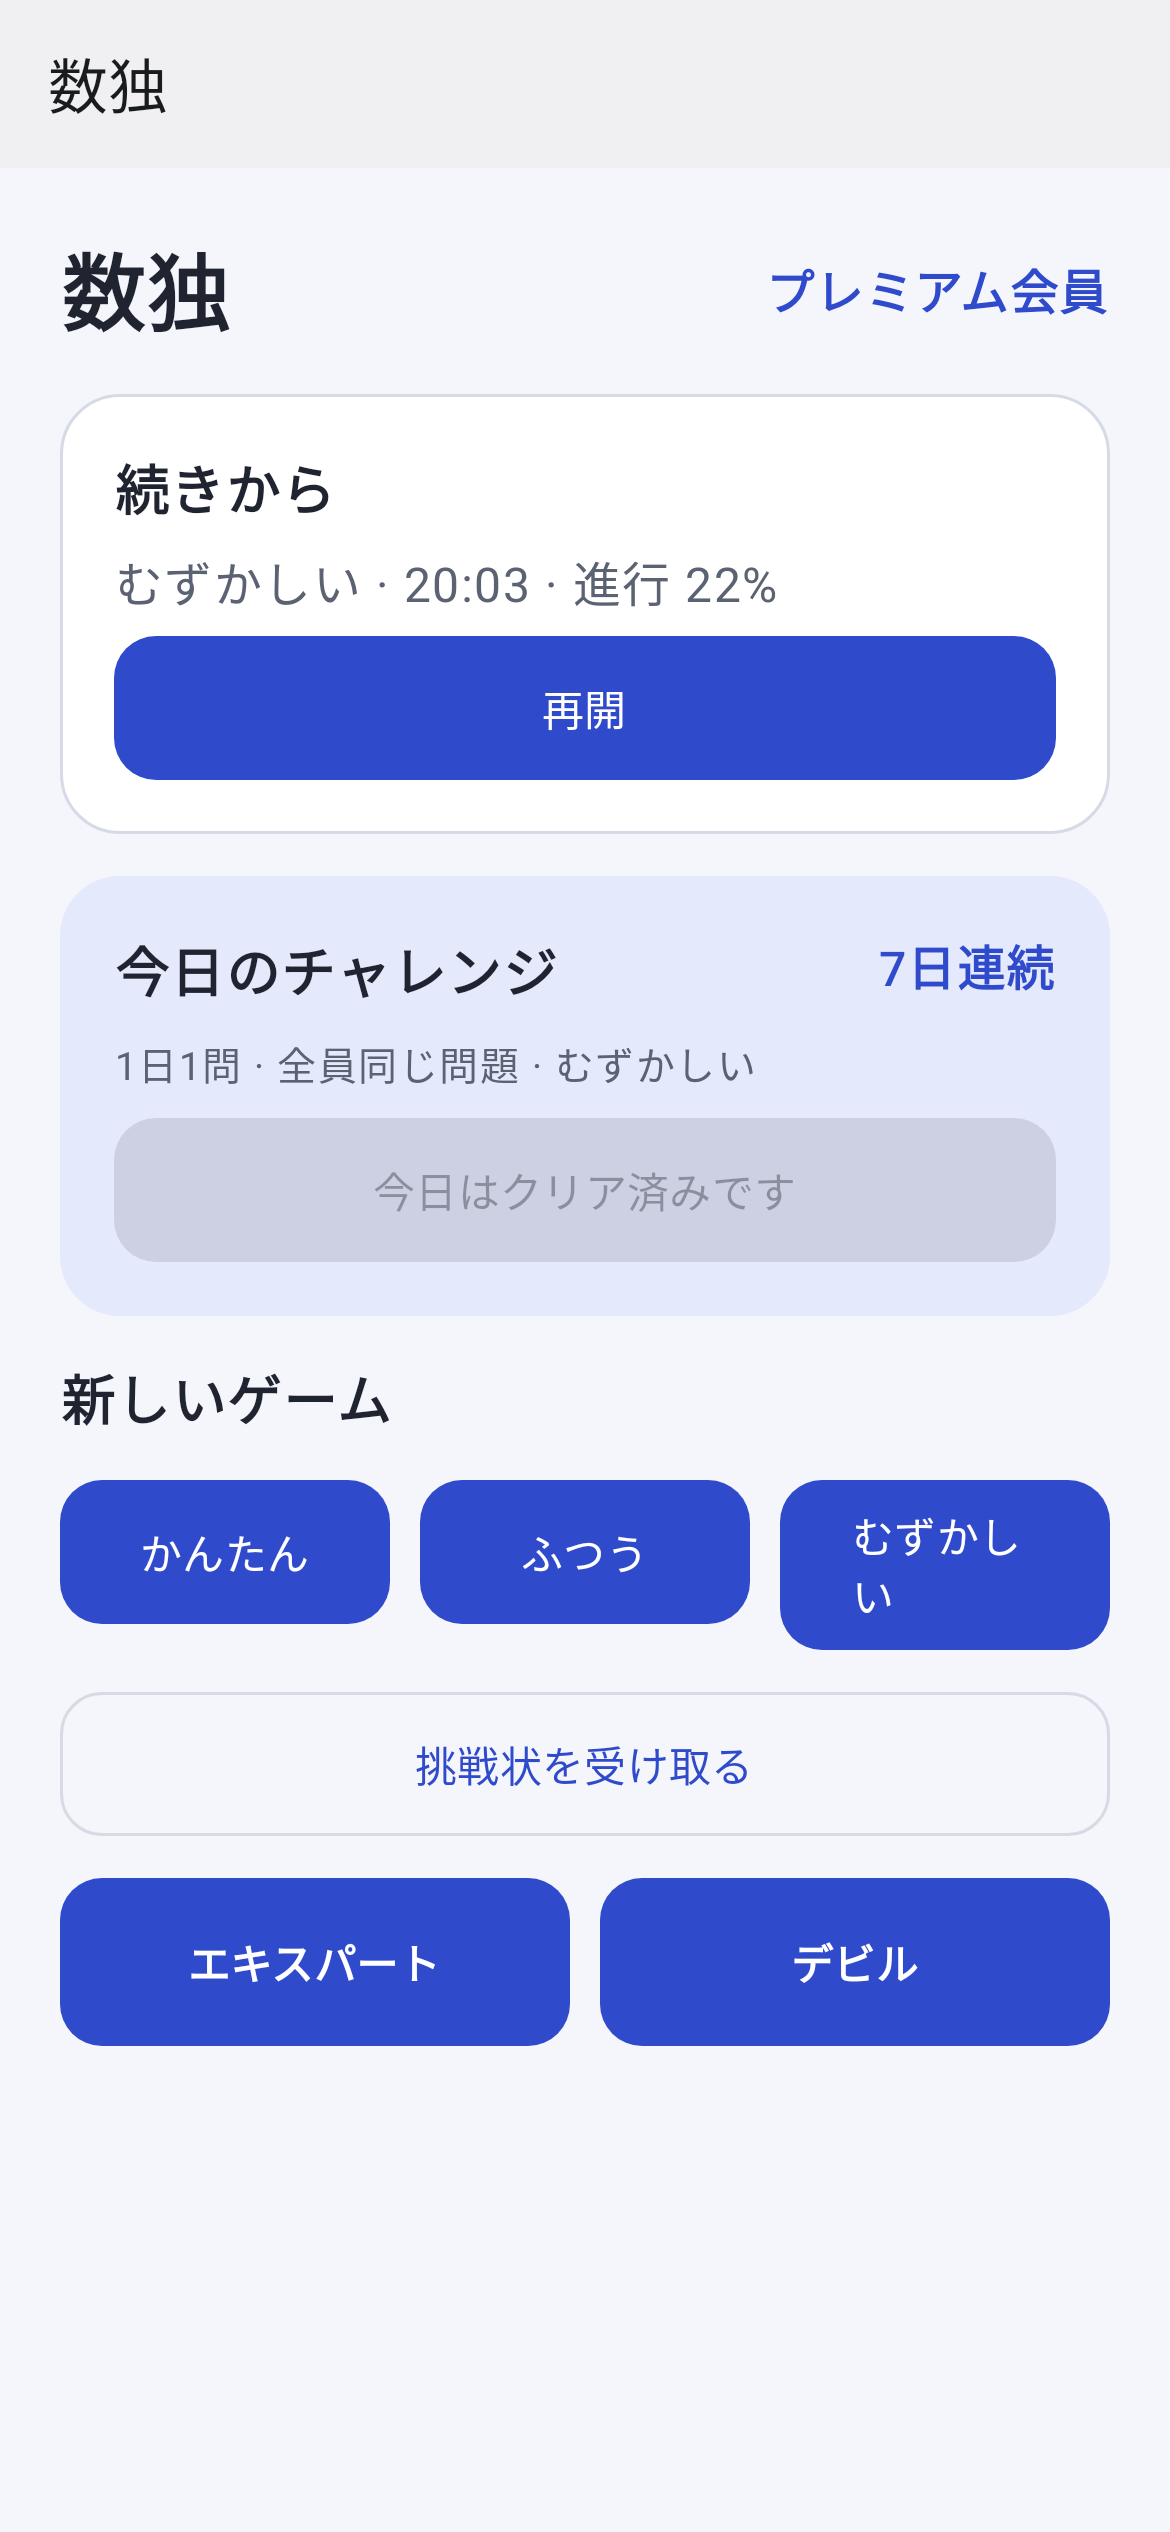 数独
数独
プレミアム会員
続きから
むずかしい · 20:03 · 進行 22%
再開
今日のチャレンジ
7日連続
1日1問 · 全員同じ問題 · むずかしい
今日はクリア済みです
新しいゲーム
かんたん
ふつう
むずかし
い
挑戦状を受け取る
エキスパート
デビル